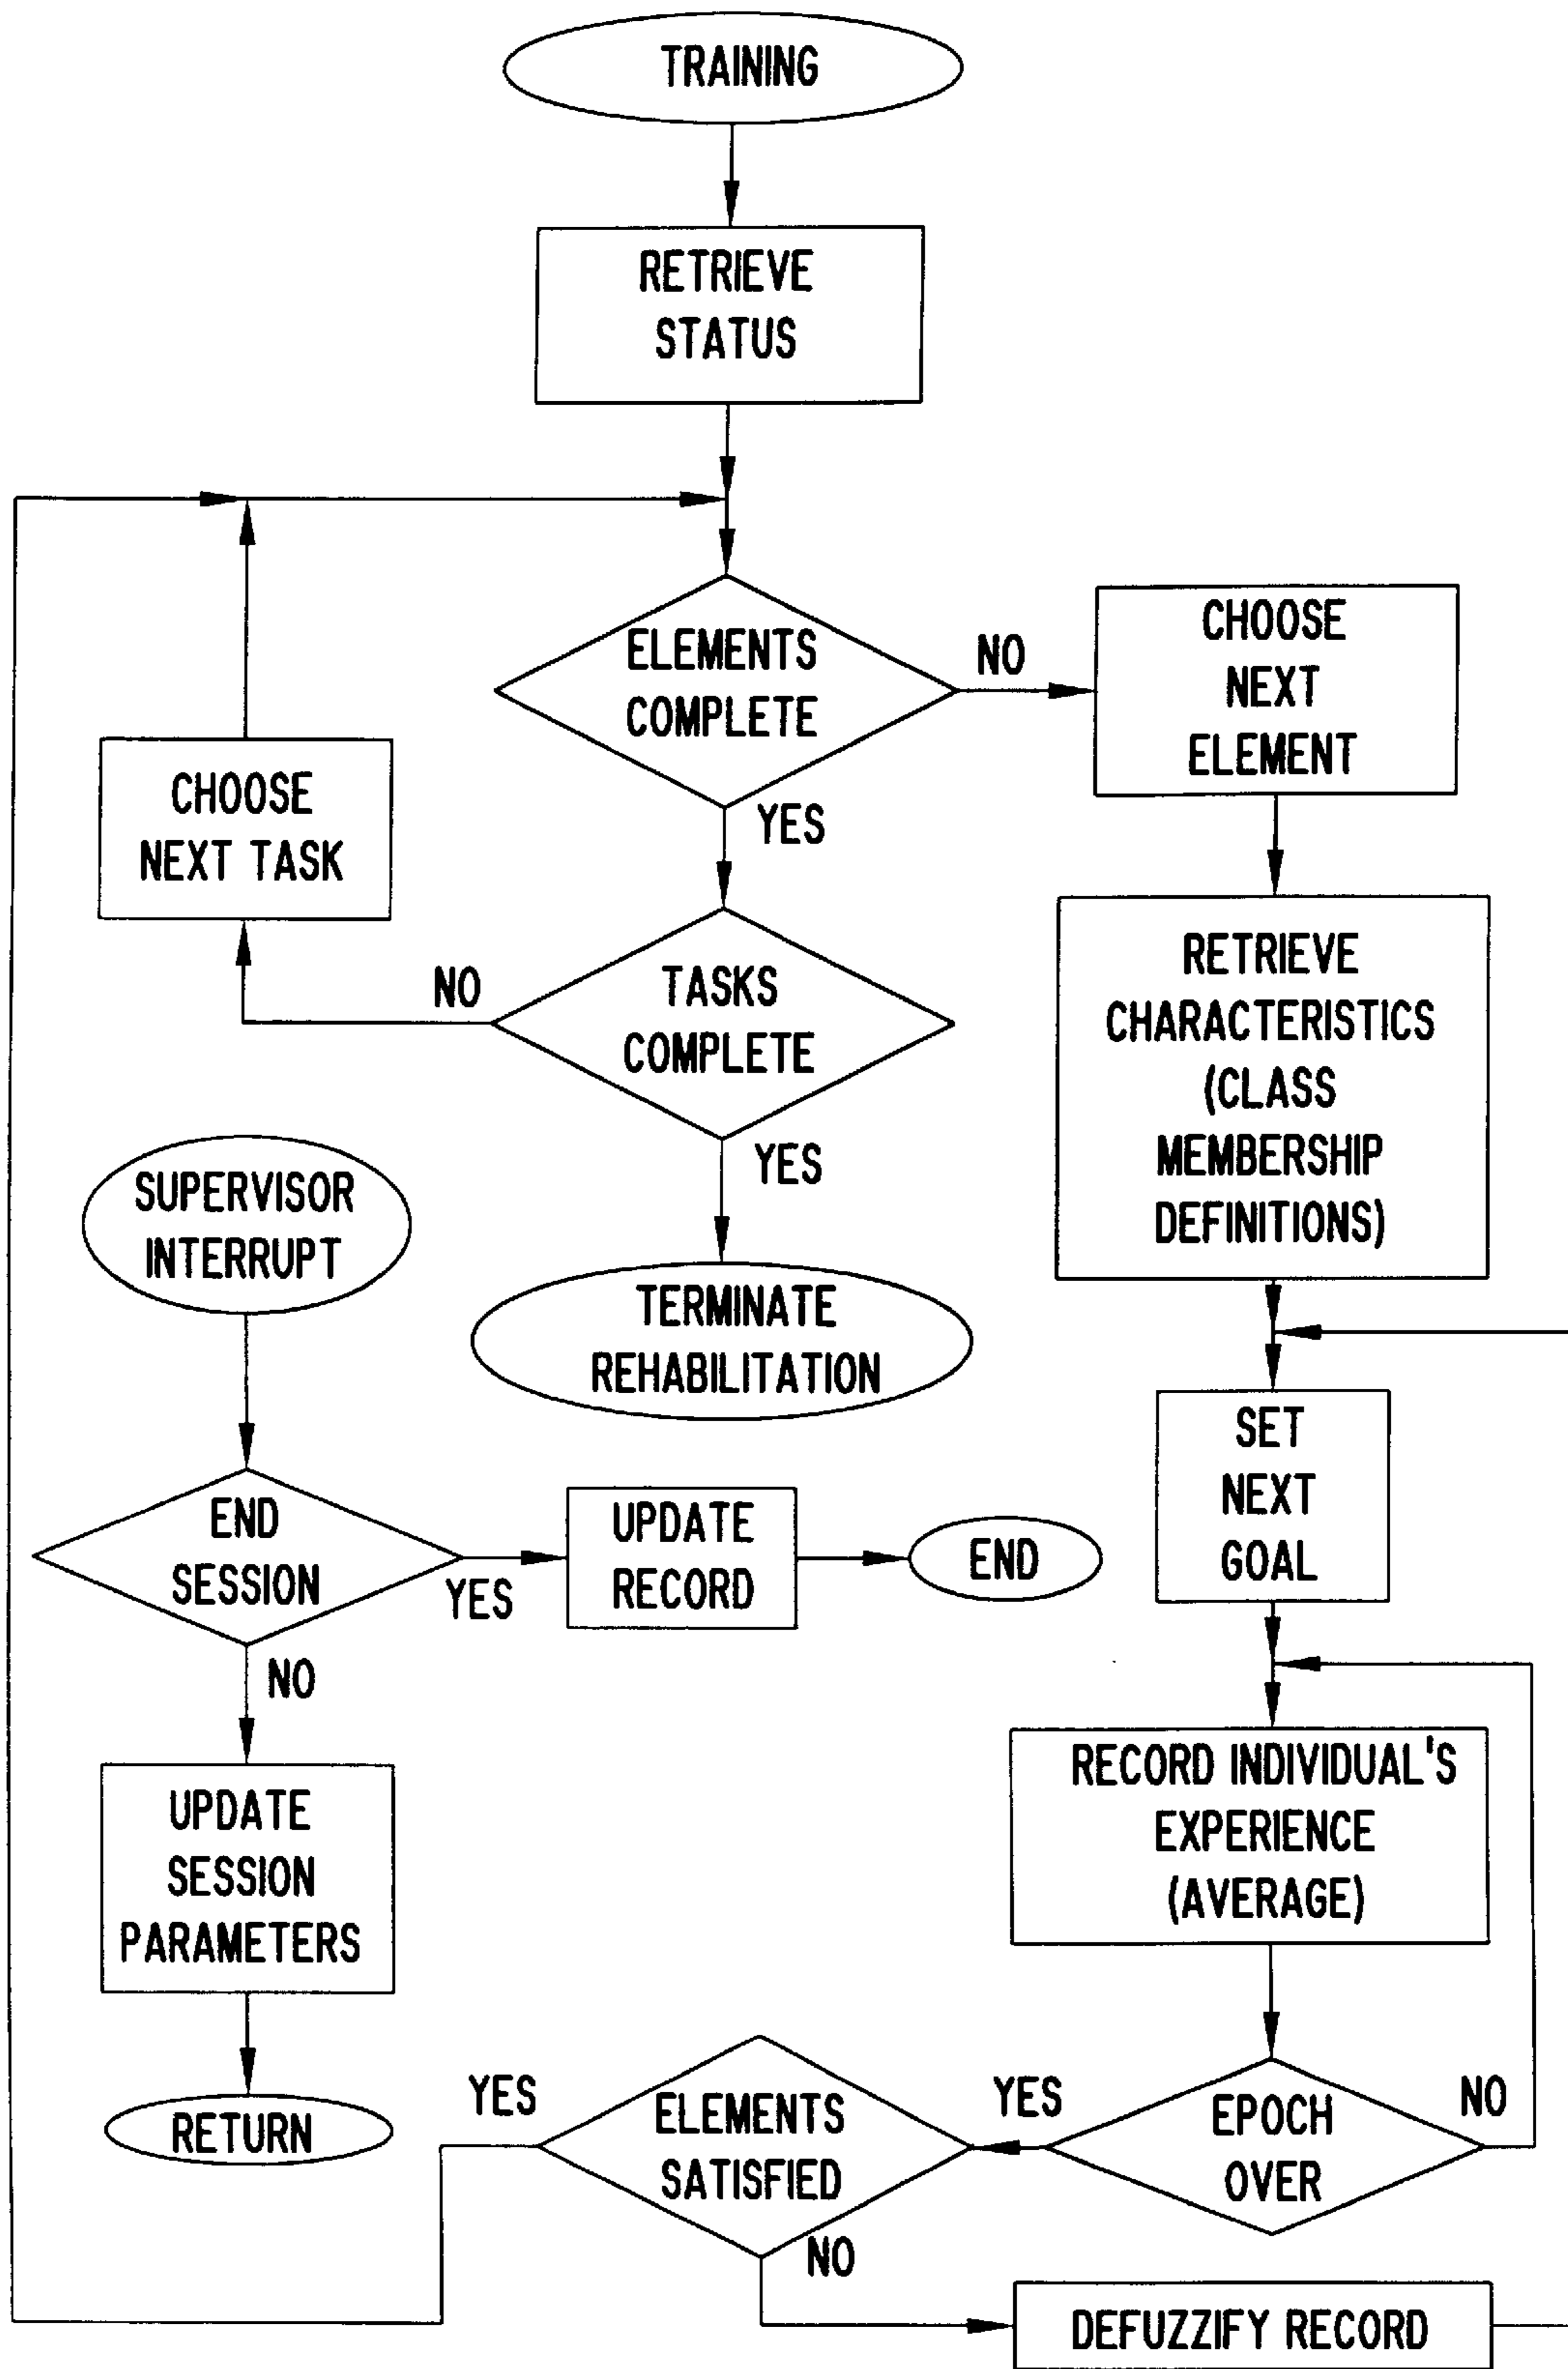 TRAINING
RETRIEVE
STATUS
ELEMENTS
COMPLETE
NO
CHOOSE
NEXT
ELEMENT
YES
CHOOSE
NEXT TASK
TASKS
COMPLETE
NO
YES
RETRIEVE
CHARACTERISTICS
(CLASS
MEMBERSHIP
DEFINITIONS)
SUPERVISOR
INTERRUPT
TERMINATE
REHABILITATION
SET
NEXT
GOAL
END
SESSION
YES
UPDATE
RECORD
END
NO
UPDATE
SESSION
PARAMETERS
RETURN
RECORD INDIVIDUAL'S
EXPERIENCE
(AVERAGE)
EPOCH
OVER
NO
YES
ELEMENTS
SATISFIED
YES
NO
DEFUZZIFY RECORD